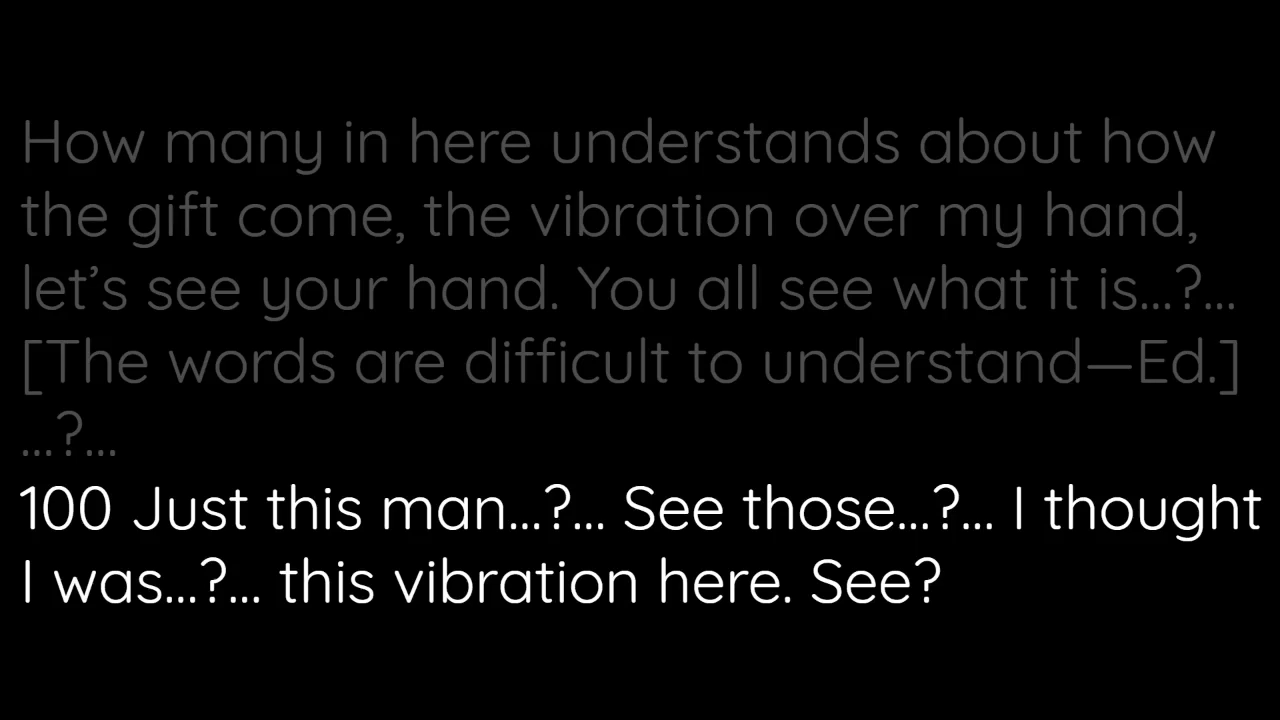 How many in here understands about how
the gift come, the vibration over my hand,
let’s see your hand. You all see what it is...?...
[The words are difficult to understand—Ed.]
...?...
100 Just this man...?... See those...?... I thought
I was...?... this vibration here. See?